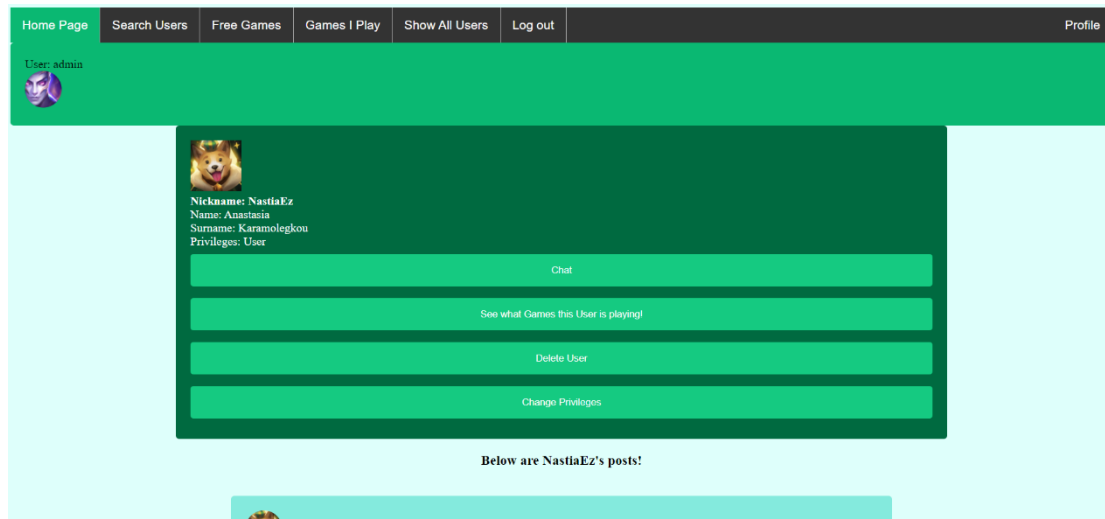 Home Page Search Users Free Games Games I Play Show All Users Log out Profile
User: admin
Nickname: NastiaEz
Name: Anastasia
Surname: Karamolegkou
Privileges: User
Chat
See what Games this User is playing!
Delete User
Change Privileges
Below are NastiaEz's posts!